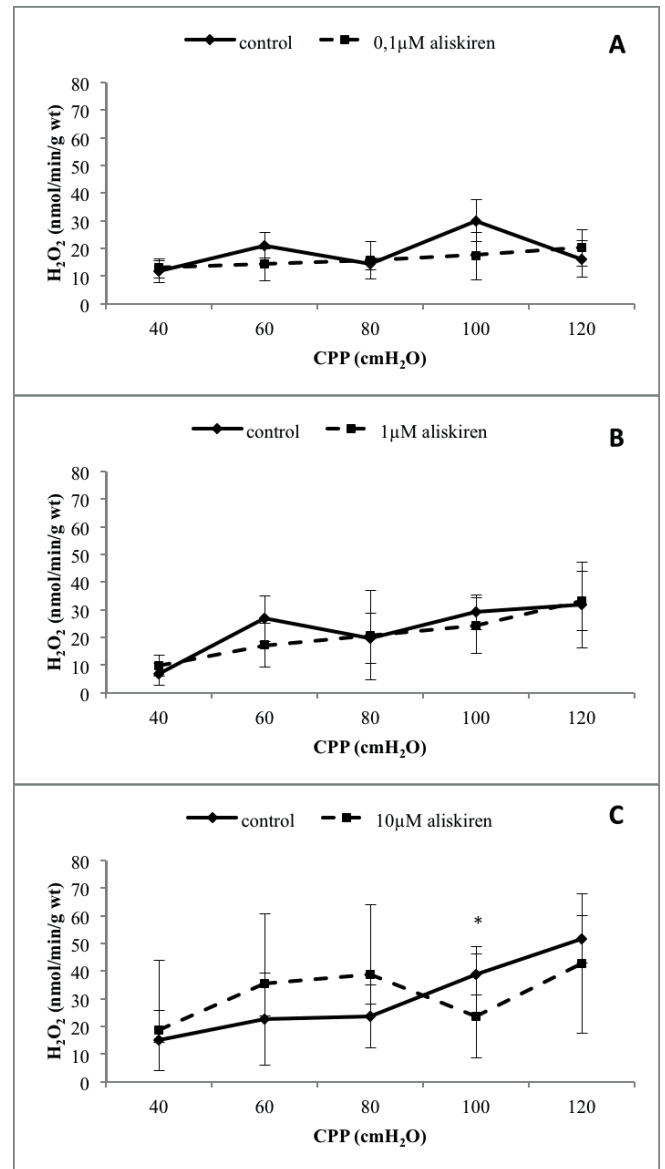 control 0,1µM aliskiren
A
H₂O₂ (nmol/min/g wt)
80
70
60
50
40
30
20
10
0
40 60 80 100 120
CPP (cmH₂O)
control 1µM aliskiren
B
H₂O₂ (nmol/min/g wt)
80
70
60
50
40
30
20
10
0
40 60 80 100 120
CPP (cmH₂O)
control 10µM aliskiren
C
H₂O₂ (nmol/min/g wt)
80
70
60
50
40
30
20
10
0
*
40 60 80 100 120
CPP (cmH₂O)